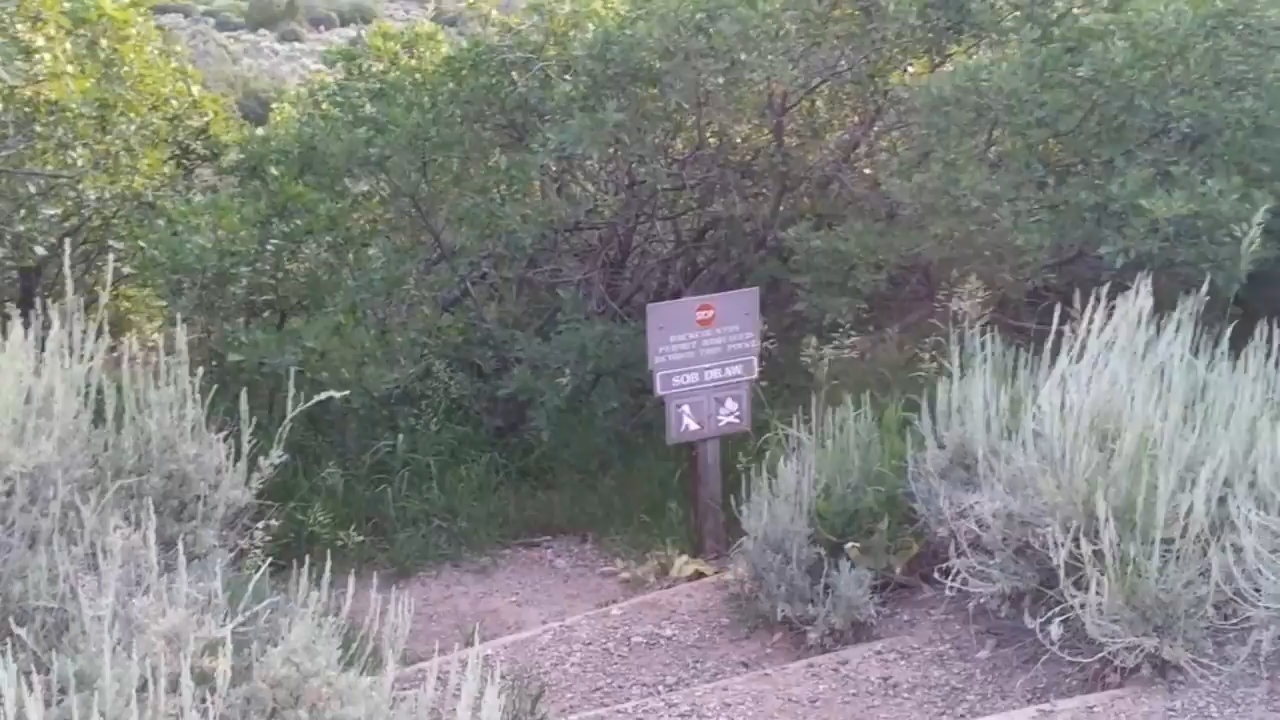 STOP
BACKCOUNTRY
PERMIT REQUIRED
BEYOND THIS POINT
SOB DRAW